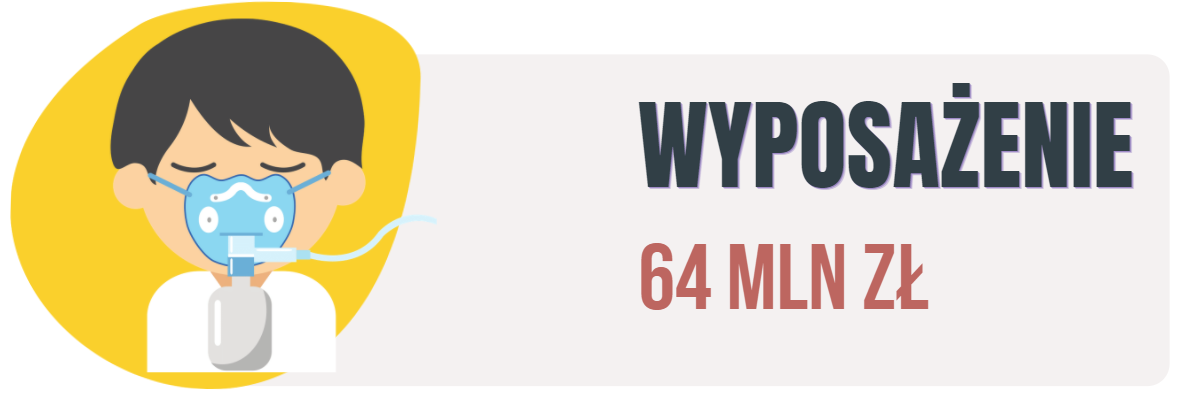 WYPOSAŻENIE
64 MLN ZŁ